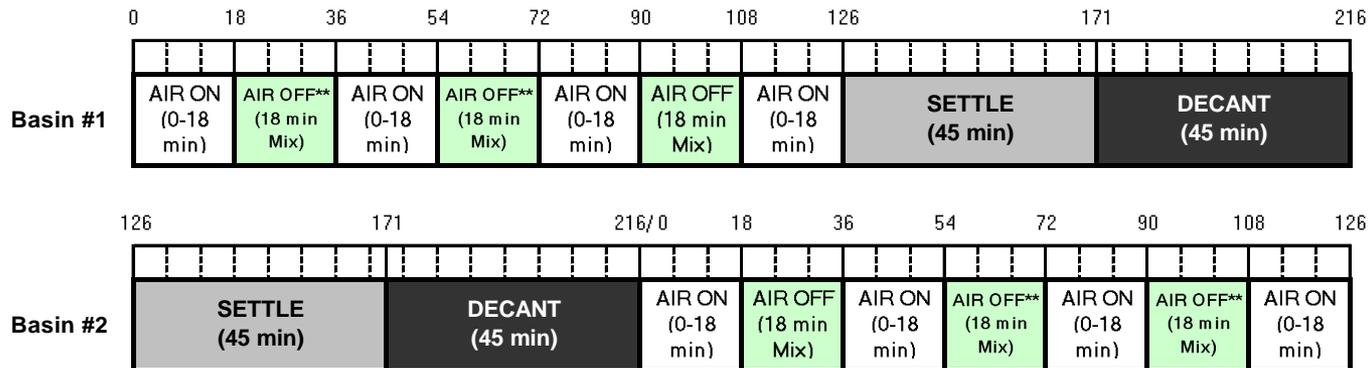 0 18 36 54 72 90 108 126 171 216
Basin #1
AIR ON (0-18 min)
AIR OFF** (18 min Mix)
AIR ON (0-18 min)
AIR OFF** (18 min Mix)
AIR ON (0-18 min)
AIR OFF (18 min Mix)
AIR ON (0-18 min)
SETTLE (45 min)
DECANT (45 min)
126 171 216/ 0 18 36 54 72 90 108 126
Basin #2
SETTLE (45 min)
DECANT (45 min)
AIR ON (0-18 min)
AIR OFF (18 min Mix)
AIR ON (0-18 min)
AIR OFF** (18 min Mix)
AIR ON (0-18 min)
AIR OFF** (18 min Mix)
AIR ON (0-18 min)